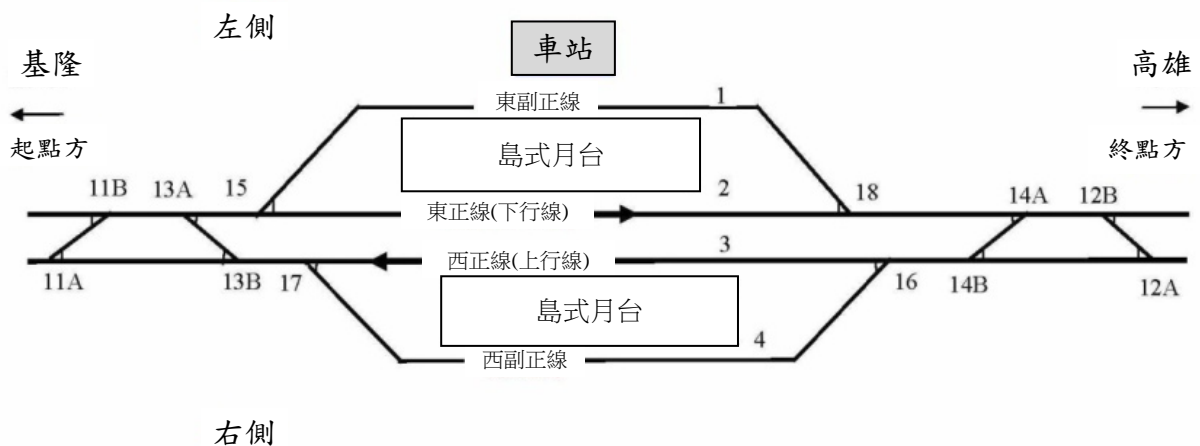 左側
車站
基隆
高雄
起點方
終點方
東副正線
1
島式月台
11B
13A
15
2
18
14A
12B
東正線(下行線)
西正線(上行線)
3
11A
13B
17
16
14B
12A
島式月台
4
西副正線
右側